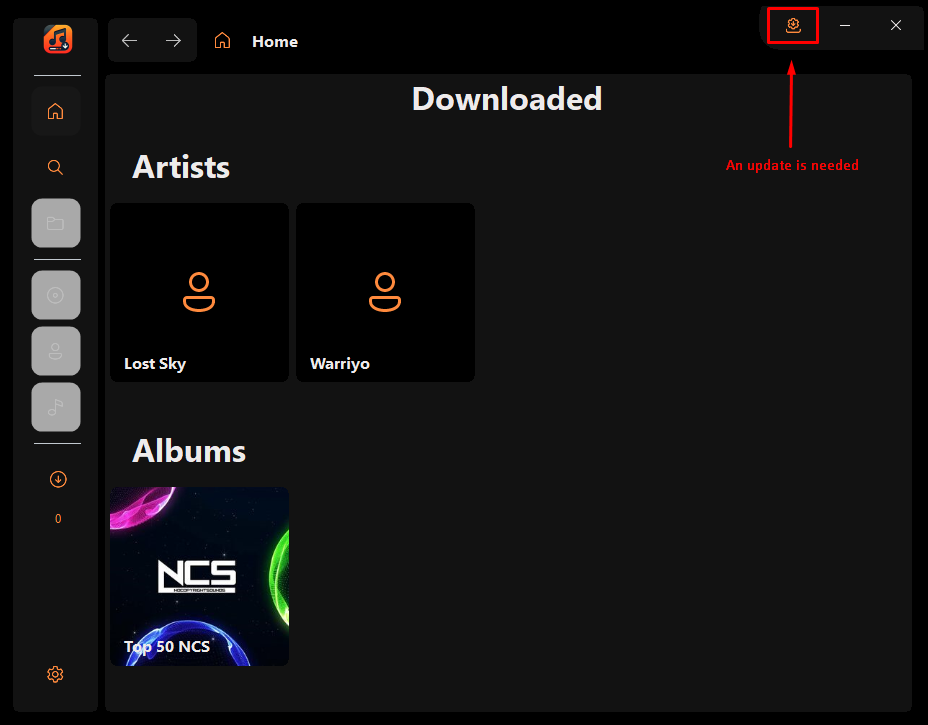 Home
Downloaded
An update is needed
Artists
Lost Sky
Warriyo
Albums
NCS
NOCOPYRIGHTSOUNDS
Top 50 NCS
0